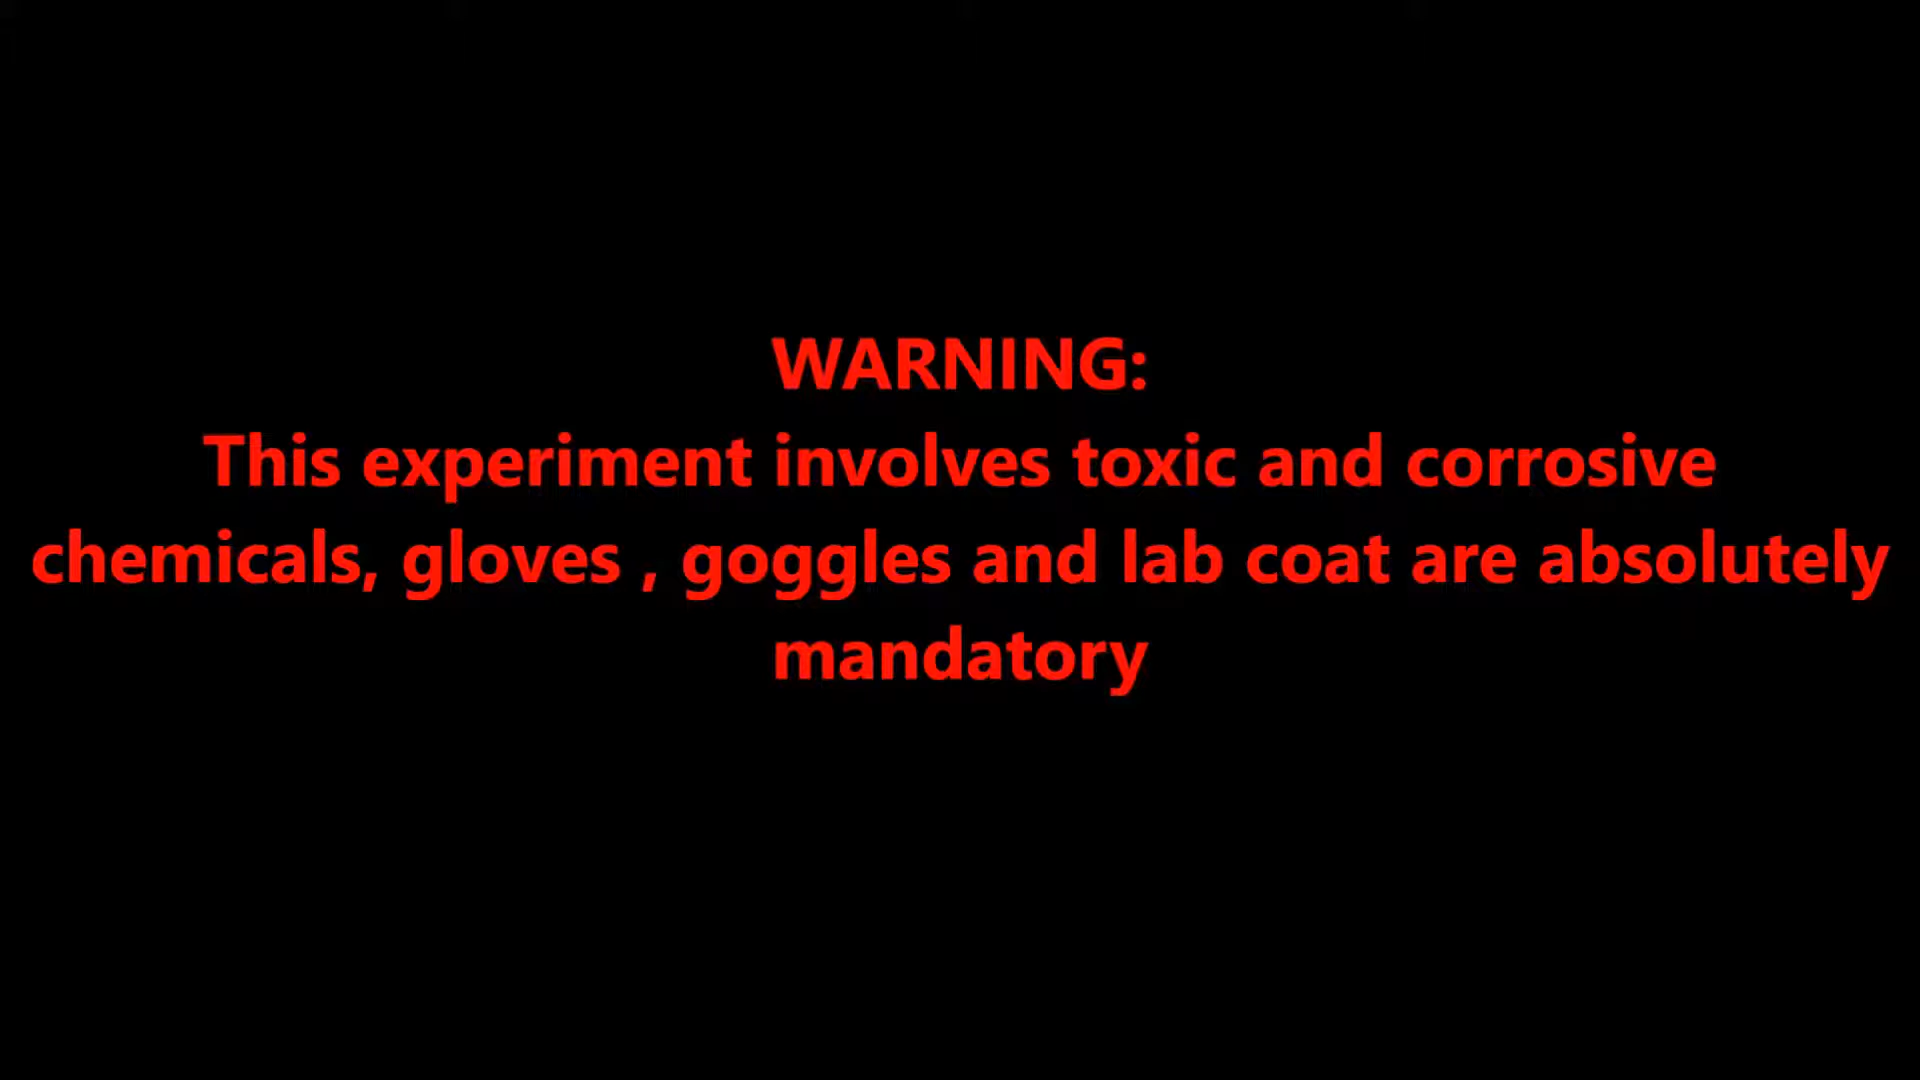 WARNING:
This experiment involves toxic and corrosive
chemicals, gloves , goggles and lab coat are absolutely
mandatory